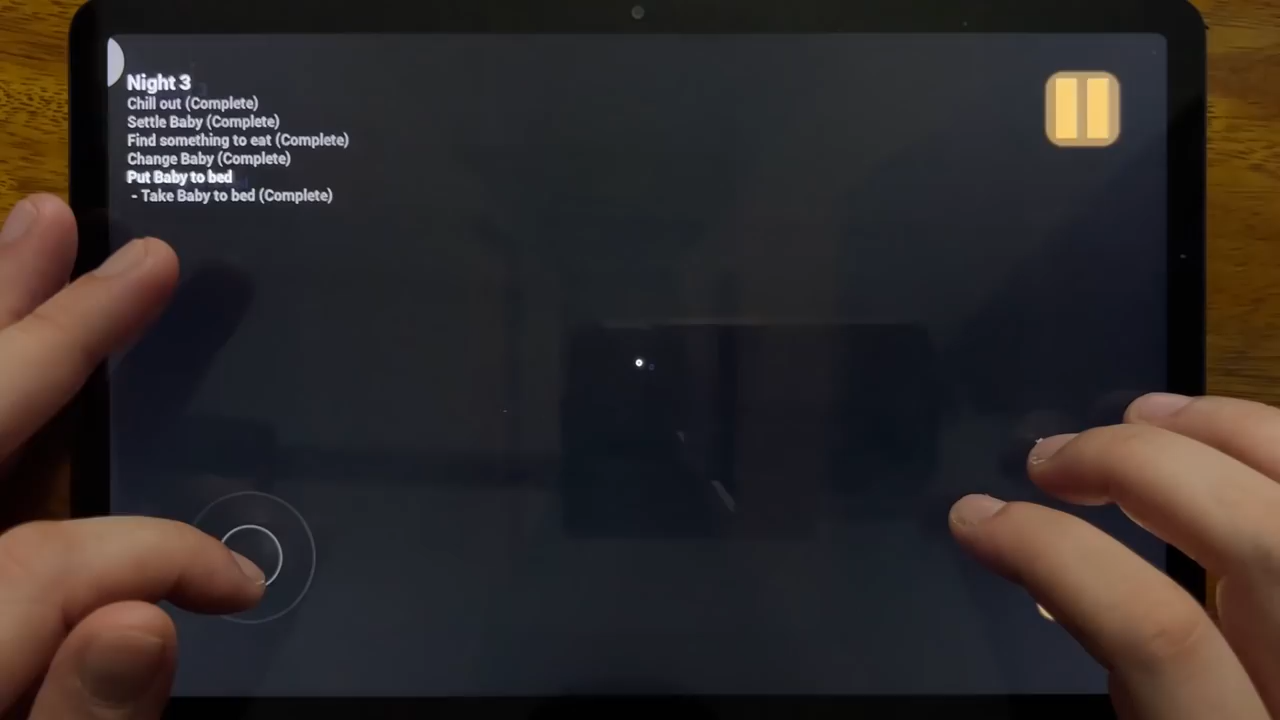 Night 3
Chill out (Complete)
Settle Baby (Complete)
Find something to eat (Complete)
Change Baby (Complete)
Put Baby to bed
- Take Baby to bed (Complete)